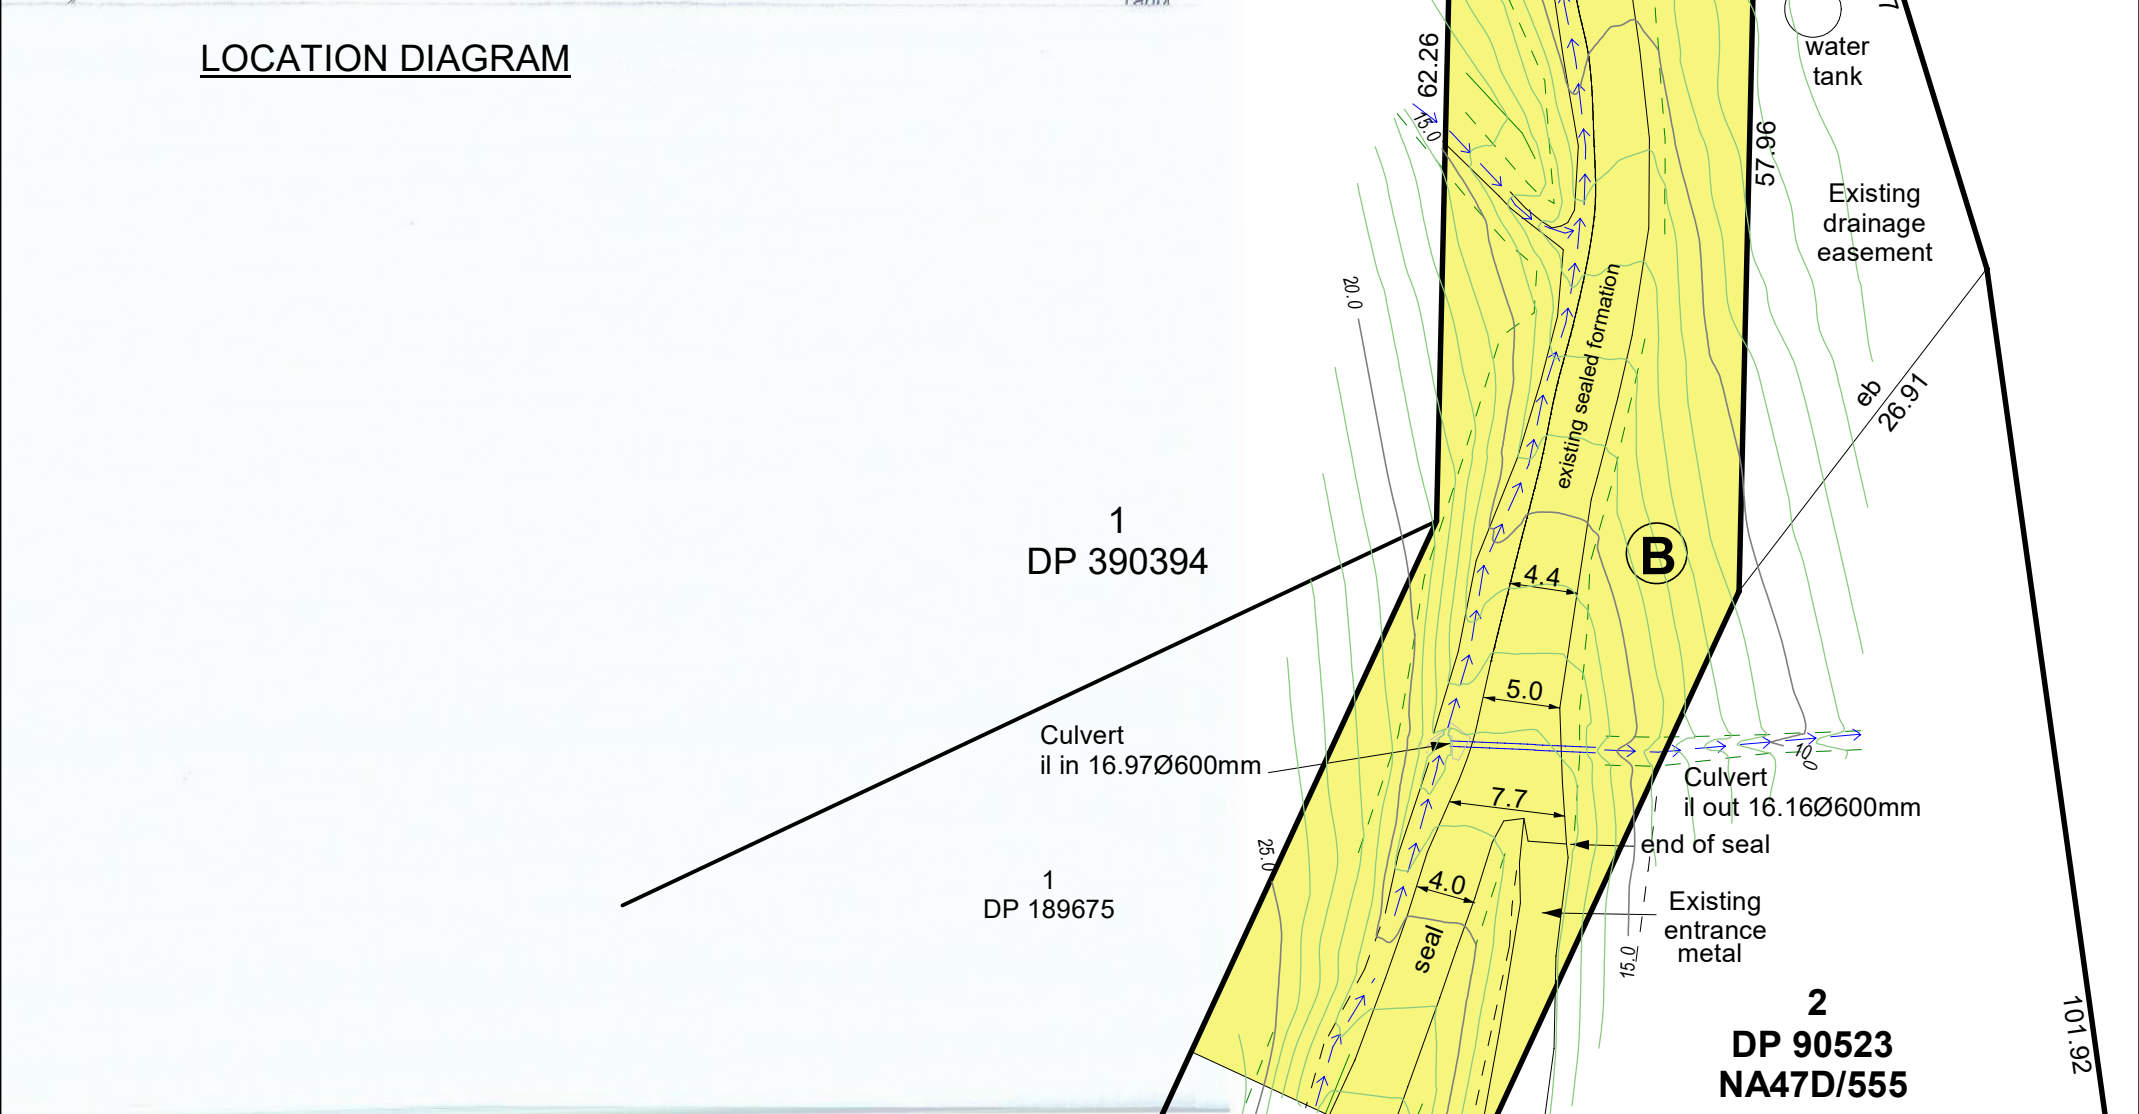 LOCATION DIAGRAM
62.26
water
tank
15.0
57.96
Existing
drainage
easement
20.0
existing sealed formation
eb
26.91
1
DP 390394
B
4.4
5.0
Culvert
il in 16.97Ø600mm
10.0
Culvert
il out 16.16Ø600mm
7.7
end of seal
25.0
1
DP 189675
4.0
Existing
entrance
metal
seal
15.0
2
DP 90523
NA47D/555
101.92